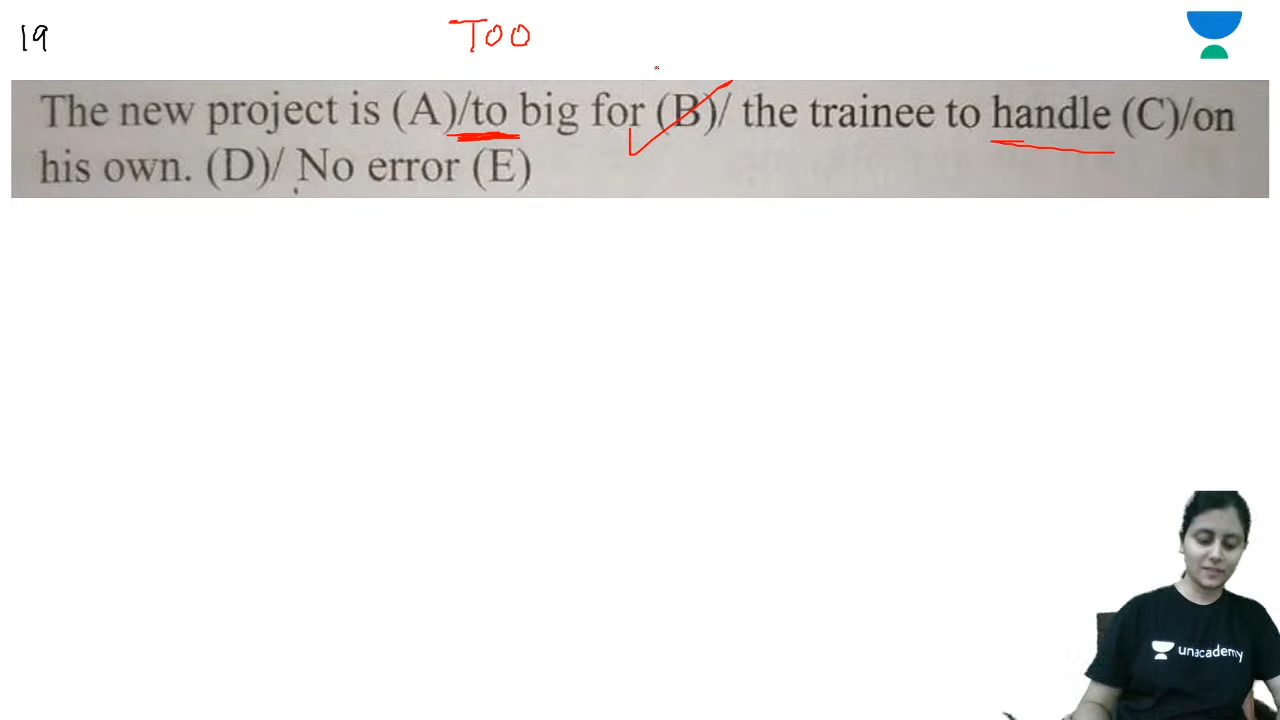 19
TOO
The new project is (A)/to big for (B)/ the trainee to handle (C)/on
his own. (D)/ No error (E)
unacademy